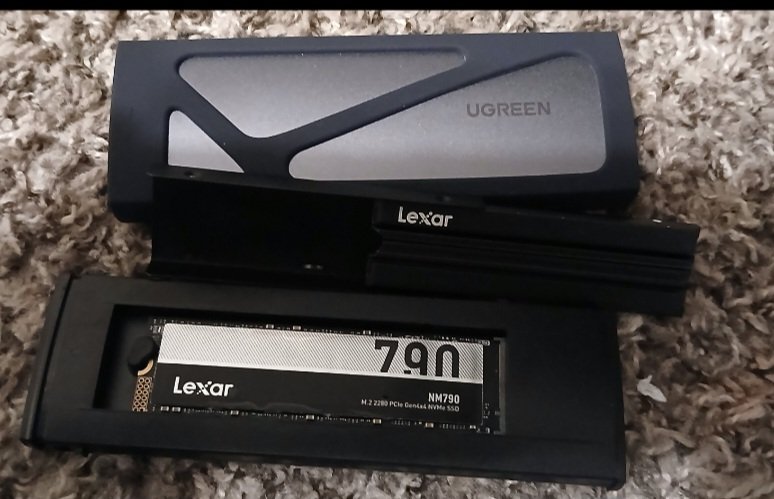 UGREEN
Lexar
790
Lexar
NM790
M.2 2280 PCIe Gen4x4 NVMe SSD